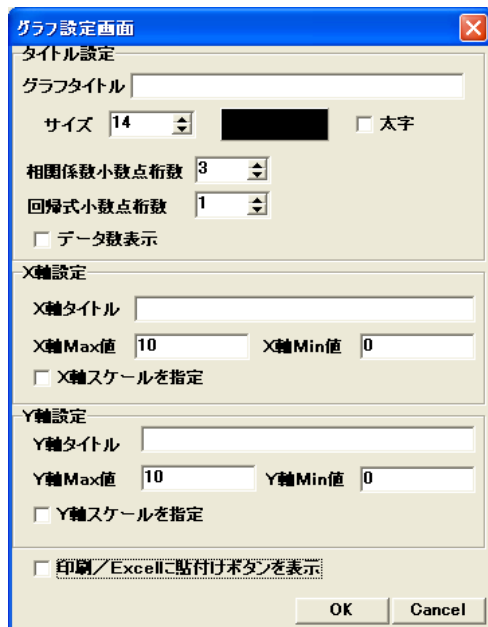 グラフ設定画面
タイトル設定
グラフタイトル
サイズ 14 太字
相関係数小数点桁数 3
回帰式小数点桁数 1
データ数表示
X軸設定
X軸タイトル
X軸Max値 10 X軸Min値 0
X軸スケールを指定
Y軸設定
Y軸タイトル
Y軸Max値 10 Y軸Min値 0
Y軸スケールを指定
印刷／Excelに貼付けボタンを表示
OK Cancel